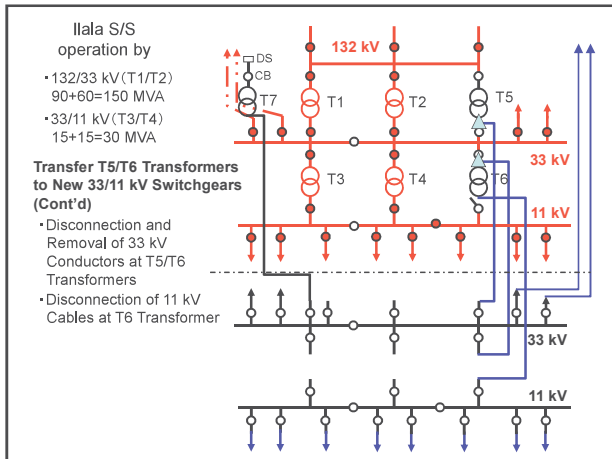 Ilala S/S
operation by
・132/33 kV(T1/T2)
90+60=150 MVA
・33/11 kV(T3/T4)
15+15=30 MVA
Transfer T5/T6 Transformers
to New 33/11 kV Switchgears
(Cont'd)
・Disconnection and
Removal of 33 kV
Conductors at T5/T6
Transformers
・Disconnection of 11 kV
Cables at T6 Transformer
DS
CB
T7
132 kV
T1
T2
T5
33 kV
T3
T4
T6
11 kV
33 kV
11 kV